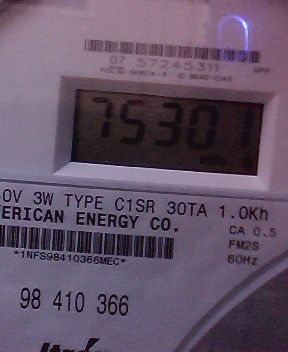 07 57245311
75301
0V 3W TYPE C1SR 30TA 1.0Kh
ERICAN ENERGY CO.
CA 0.5
FM2S
60Hz
*1NFS98410366MEC*
98 410 366